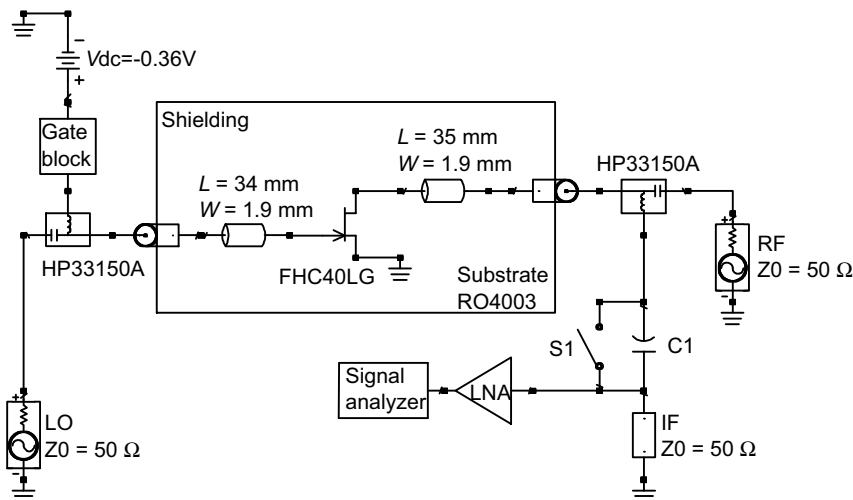 −
Vdc=-0.36V
+
Gate
block
Shielding
L = 34 mm
W = 1.9 mm
L = 35 mm
W = 1.9 mm
HP33150A
HP33150A
FHC40LG
Substrate
RO4003
+
RF
Z0 = 50 Ω
-
S1
C1
Signal
analyzer
LNA
IF
Z0 = 50 Ω
+
LO
Z0 = 50 Ω
-